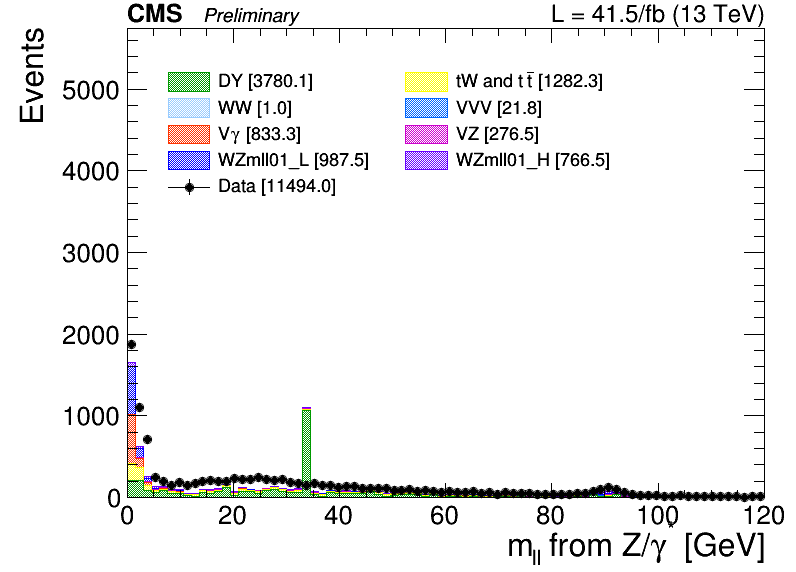 CMS Preliminary L = 41.5/fb (13 TeV)
Events
DY [3780.1] tW and tt̄ [1282.3]
WW [1.0] VVV [21.8]
Vγ [833.3] VZ [276.5]
WZmll01_L [987.5] WZmll01_H [766.5]
Data [11494.0]
5000
4000
3000
2000
1000
0
0 20 40 60 80 100 120
m_ll from Z/γ* [GeV]